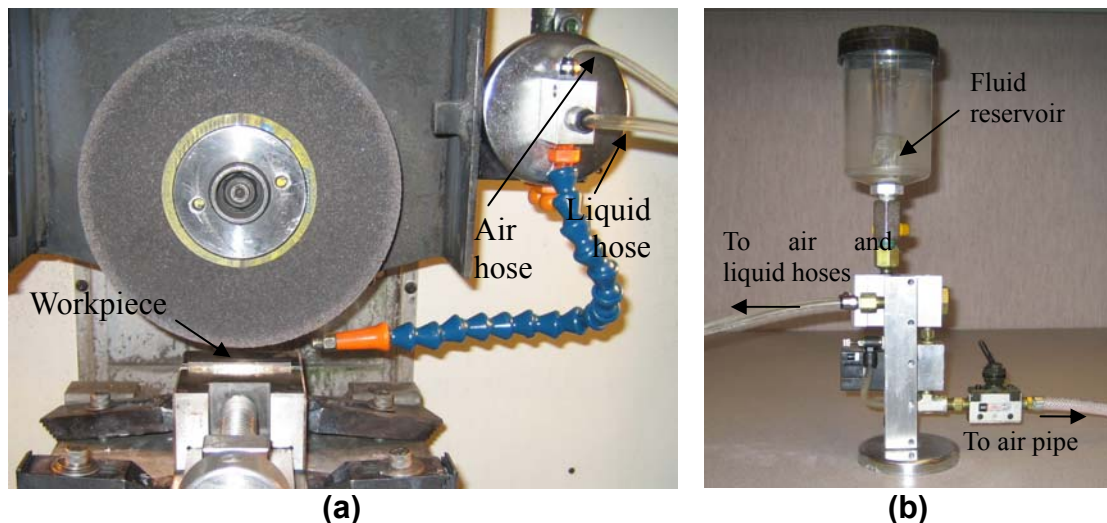 Air
hose
Liquid
hose
Workpiece
(a)
Fluid
reservoir
To air and
liquid hoses
To air pipe
(b)